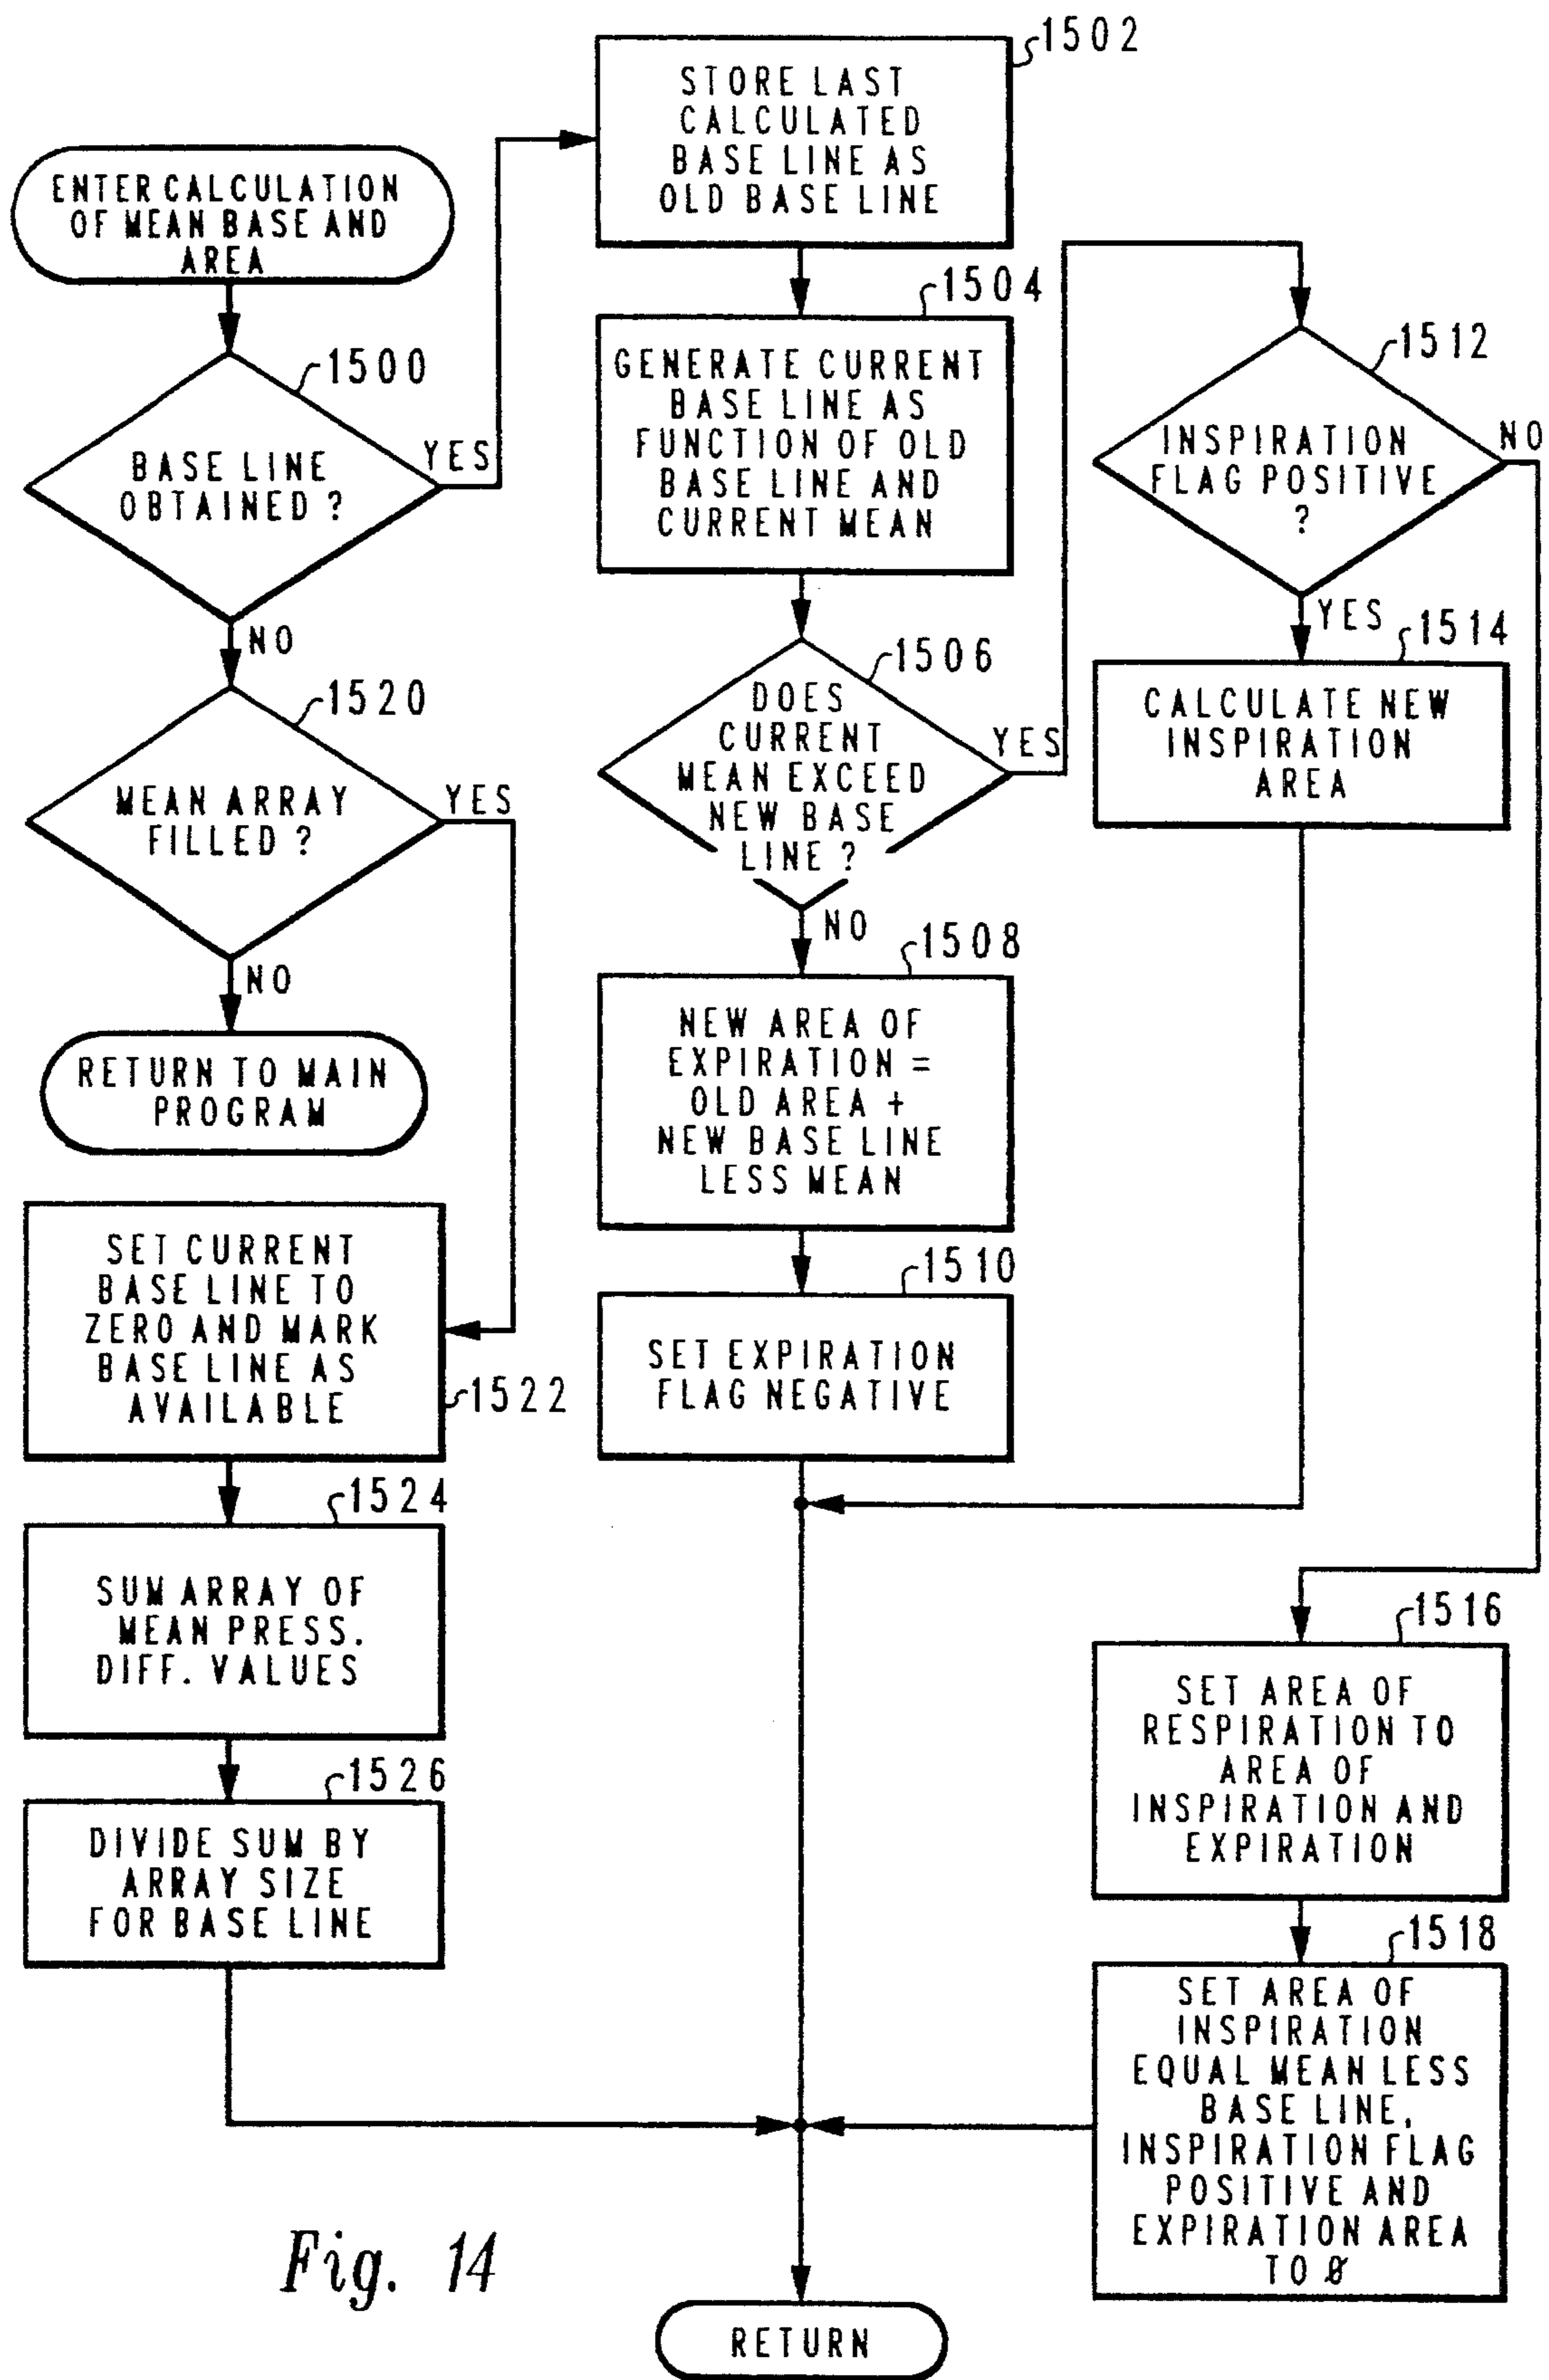 ENTER CALCULATION
OF MEAN BASE AND
AREA
1500
BASE LINE
OBTAINED ?
YES
NO
1520
MEAN ARRAY
FILLED ?
YES
NO
RETURN TO MAIN
PROGRAM
SET CURRENT
BASE LINE TO
ZERO AND MARK
BASE LINE AS
AVAILABLE
1522
1524
SUM ARRAY OF
MEAN PRESS.
DIFF. VALUES
1526
DIVIDE SUM BY
ARRAY SIZE
FOR BASE LINE
1502
STORE LAST
CALCULATED
BASE LINE AS
OLD BASE LINE
1504
GENERATE CURRENT
BASE LINE AS
FUNCTION OF OLD
BASE LINE AND
CURRENT MEAN
1506
DOES
CURRENT
MEAN EXCEED
NEW BASE
LINE ?
YES
NO
1508
NEW AREA OF
EXPIRATION =
OLD AREA +
NEW BASE LINE
LESS MEAN
1510
SET EXPIRATION
FLAG NEGATIVE
1512
INSPIRATION
FLAG POSITIVE
?
NO
YES
1514
CALCULATE NEW
INSPIRATION
AREA
1516
SET AREA OF
RESPIRATION TO
AREA OF
INSPIRATION AND
EXPIRATION
1518
SET AREA OF
INSPIRATION
EQUAL MEAN LESS
BASE LINE,
INSPIRATION FLAG
POSITIVE AND
EXPIRATION AREA
TO 0
RETURN
Fig. 14